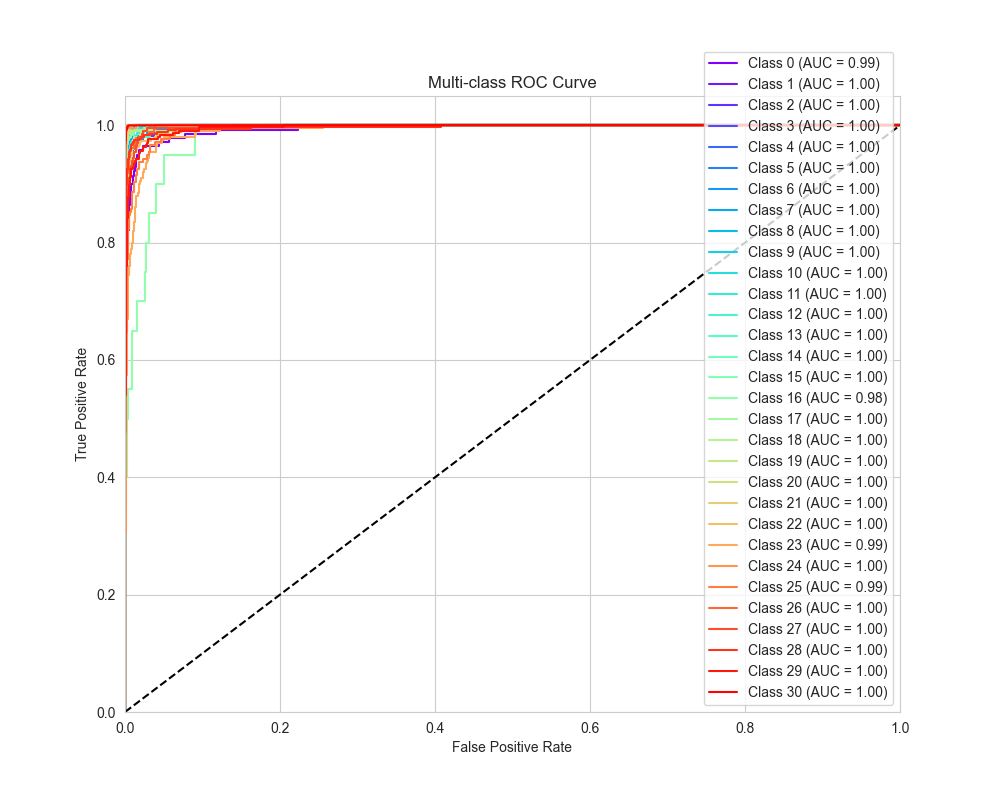 Multi-class ROC Curve
Class 0 (AUC = 0.99)
Class 1 (AUC = 1.00)
Class 2 (AUC = 1.00)
Class 3 (AUC = 1.00)
Class 4 (AUC = 1.00)
Class 5 (AUC = 1.00)
Class 6 (AUC = 1.00)
Class 7 (AUC = 1.00)
Class 8 (AUC = 1.00)
Class 9 (AUC = 1.00)
Class 10 (AUC = 1.00)
Class 11 (AUC = 1.00)
Class 12 (AUC = 1.00)
Class 13 (AUC = 1.00)
Class 14 (AUC = 1.00)
Class 15 (AUC = 1.00)
Class 16 (AUC = 0.98)
Class 17 (AUC = 1.00)
Class 18 (AUC = 1.00)
Class 19 (AUC = 1.00)
Class 20 (AUC = 1.00)
Class 21 (AUC = 1.00)
Class 22 (AUC = 1.00)
Class 23 (AUC = 0.99)
Class 24 (AUC = 1.00)
Class 25 (AUC = 0.99)
Class 26 (AUC = 1.00)
Class 27 (AUC = 1.00)
Class 28 (AUC = 1.00)
Class 29 (AUC = 1.00)
Class 30 (AUC = 1.00)
True Positive Rate
1.0
0.8
0.6
0.4
0.2
0.0
0.0 0.2 0.4 0.6 0.8 1.0
False Positive Rate